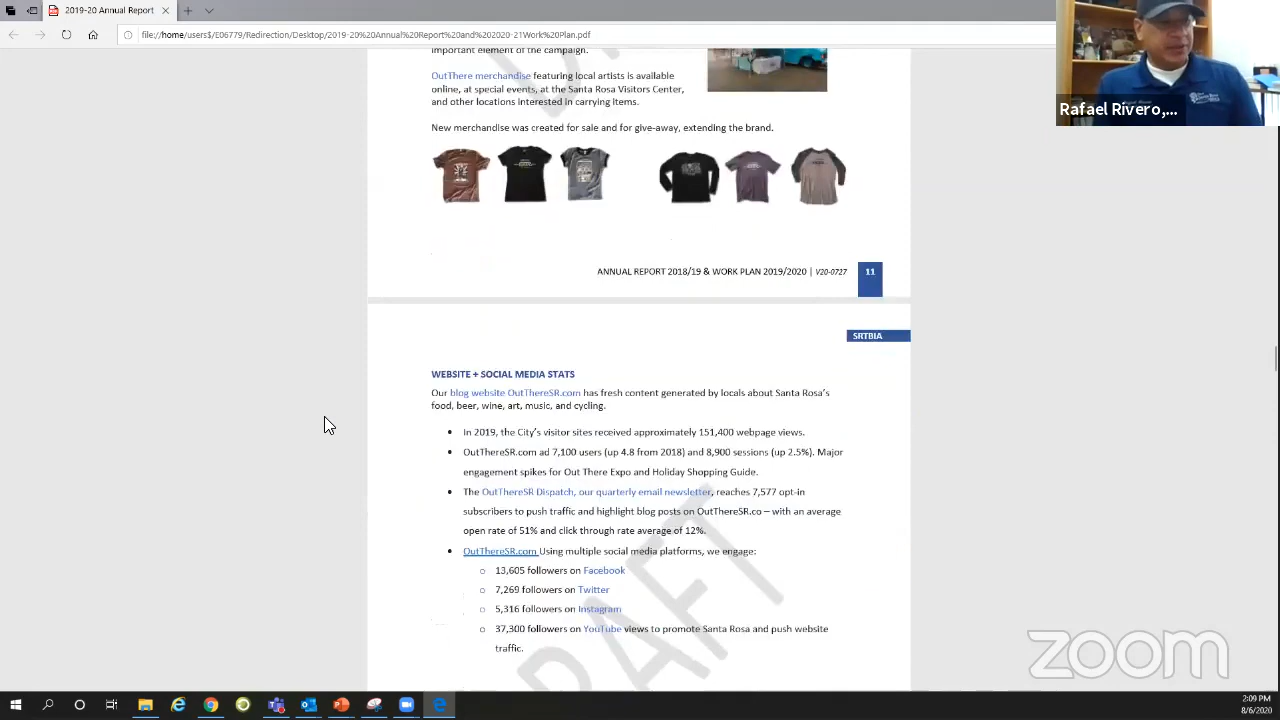 2019-20 Annual Report
file://home/users$/E06779/Redirection/Desktop/2019-20%20Annual%20Report%20and%202020-21Work%20Plan.pdf
Rafael Rivero,...
important element of the campaign.
OutThere merchandise featuring local artists is available
online, at special events, at the Santa Rosa Visitors Center,
and other locations interested in carrying items.
New merchandise was created for sale and for give-away, extending the brand.
ANNUAL REPORT 2018/19 & WORK PLAN 2019/2020 | V20-0727 11
SRTBIA
WEBSITE + SOCIAL MEDIA STATS
Our blog website OutThereSR.com has fresh content generated by locals about Santa Rosa's
food, beer, wine, art, music, and cycling.
• In 2019, the City's visitor sites received approximately 151,400 webpage views.
• OutThereSR.com ad 7,100 users (up 4.8 from 2018) and 8,900 sessions (up 2.5%). Major
engagement spikes for Out There Expo and Holiday Shopping Guide.
• The OutThereSR Dispatch, our quarterly email newsletter, reaches 7,577 opt-in
subscribers to push traffic and highlight blog posts on OutThereSR.co – with an average
open rate of 51% and click through rate average of 12%.
• OutThereSR.com Using multiple social media platforms, we engage:
o 13,605 followers on Facebook
o 7,269 followers on Twitter
o 5,316 followers on Instagram
o 37,300 followers on YouTube views to promote Santa Rosa and push website
traffic.
DRAFT
zoom
2:09 PM
8/6/2020